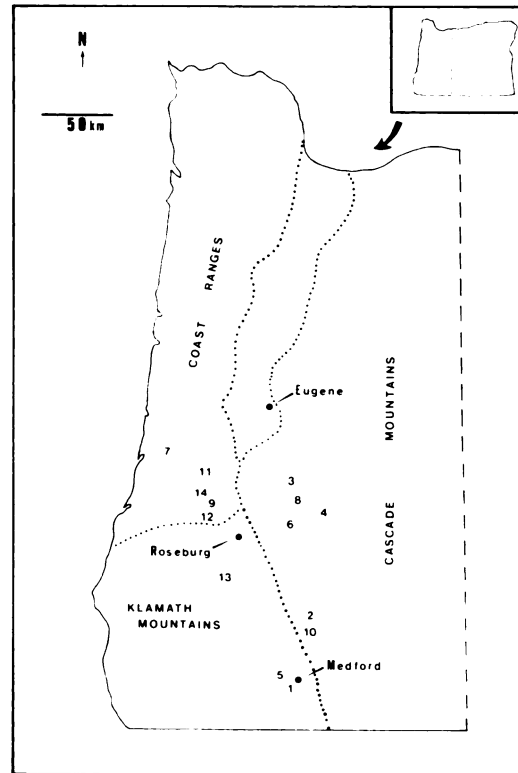 N
50 km
COAST RANGES
Eugene
CASCADE MOUNTAINS
7
11
3
14
8
9
4
12
6
Roseburg
13
KLAMATH
MOUNTAINS
2
10
Medford
5
1